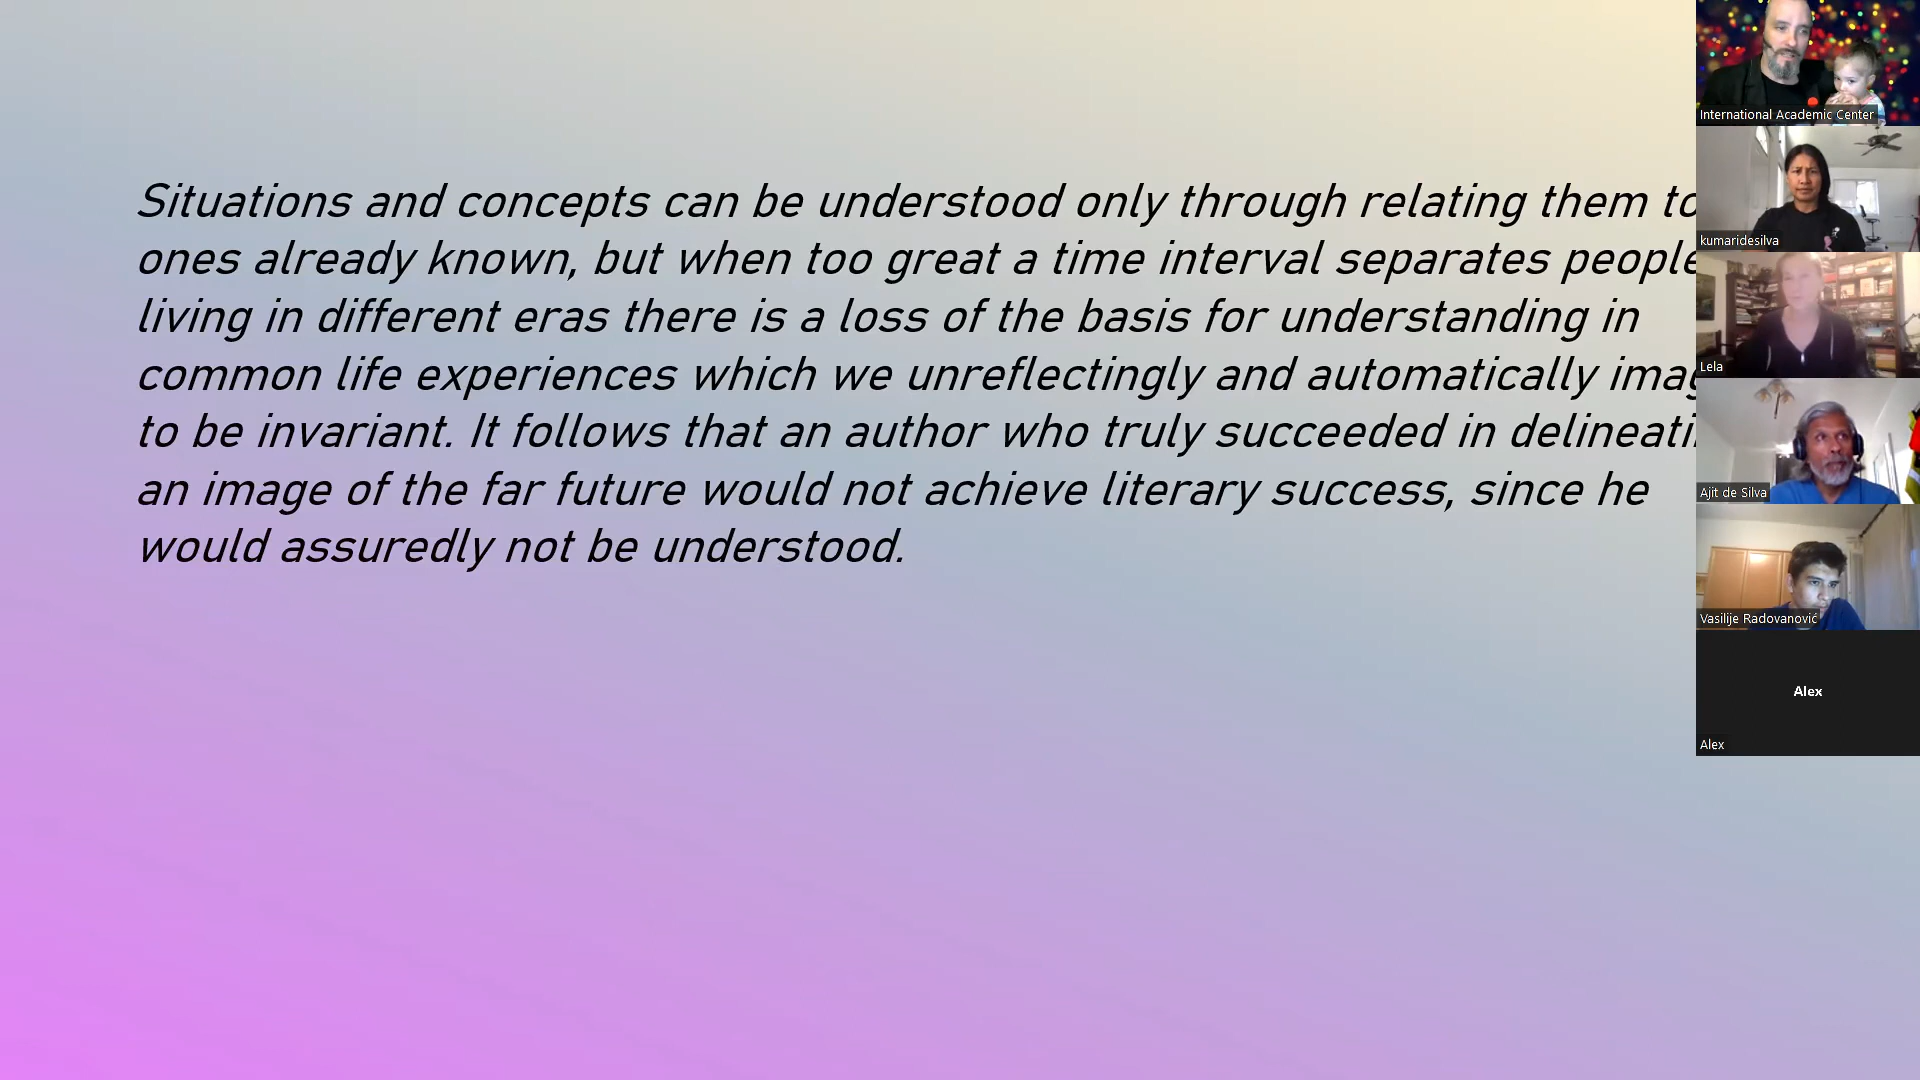 Situations and concepts can be understood only through relating them to
ones already known, but when too great a time interval separates people
living in different eras there is a loss of the basis for understanding in
common life experiences which we unreflectingly and automatically
to be invariant. It follows that an author who truly succeeded in
an image of the far future would not achieve literary success, since he
would assuredly not be understood.
International Academic Center
kumaridesilva
Lela
Ajit de Silva
Vasilije Radovanović
Alex
Alex